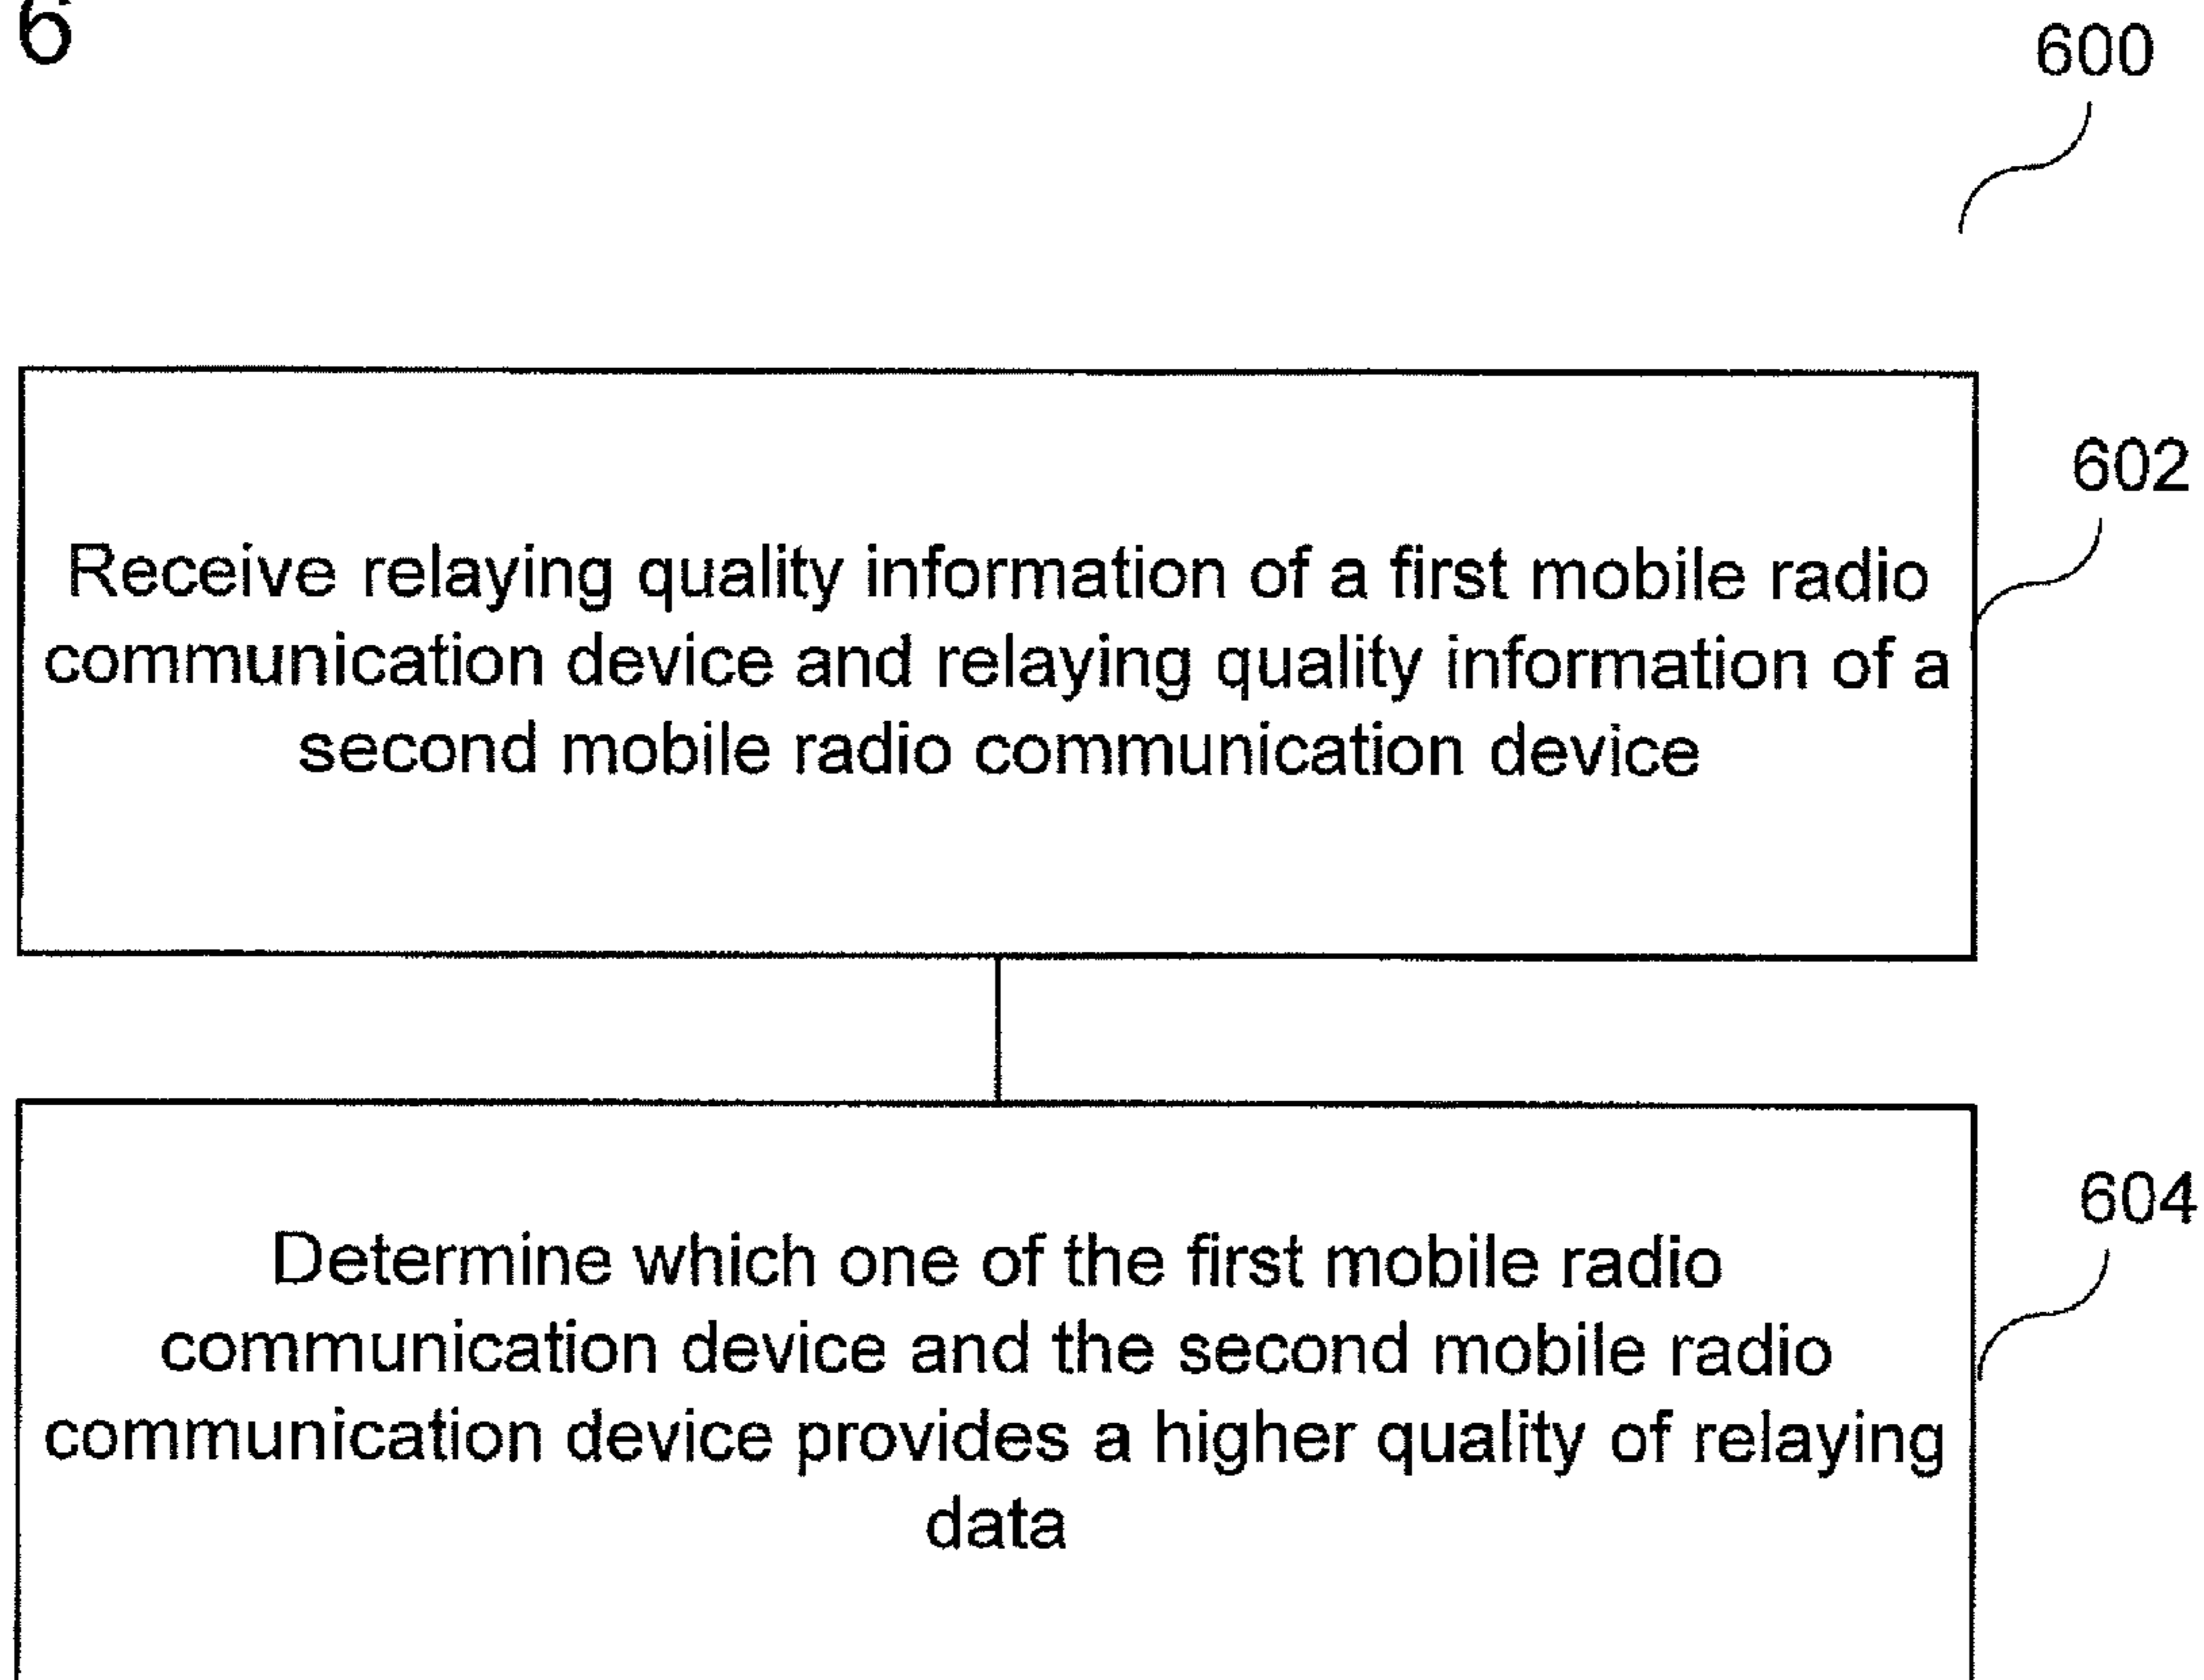 6
600
602
Receive relaying quality information of a first mobile radio
communication device and relaying quality information of a
second mobile radio communication device
604
Determine which one of the first mobile radio
communication device and the second mobile radio
communication device provides a higher quality of relaying
data